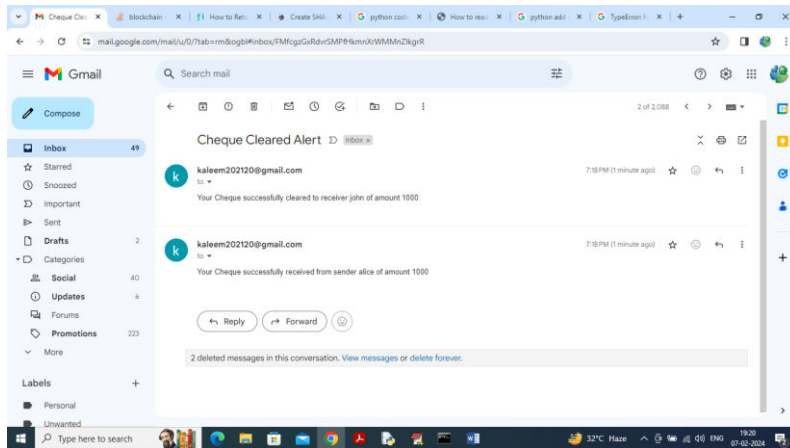 Cheque Clea
blockchain
How to Retu
Create SHA
python codi
How to read
python add
TypeError: F
mail.google.com/mail/u/0/?tab=rm&ogbl#inbox/
Gmail
Search mail
Compose
2 of 2,088
Inbox 49
Starred
Snoozed
Important
Sent
Drafts 2
Categories
Social 40
Updates 6
Forums
Promotions 223
More
Labels
Personal
Unwanted
Cheque Cleared Alert Inbox x
kaleem202120@gmail.com 7:18 PM (1 minute ago)
to
Your Cheque successfully cleared to receiver john of amount 1000
kaleem202120@gmail.com 7:18 PM (1 minute ago)
to
Your Cheque successfully received from sender alice of amount 1000
Reply Forward
2 deleted messages in this conversation. View messages or delete forever.
Type here to search
32°C Haze ENG
19:20
07-02-2024